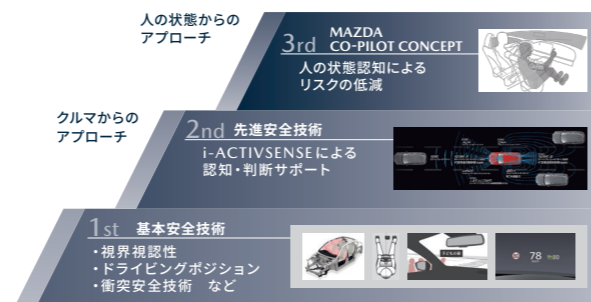 人の状態からの
アプローチ
3rd MAZDA
CO-PILOT CONCEPT
人の状態認知による
リスクの低減
クルマからの
アプローチ
2nd 先進安全技術
i-ACTIVSENSEによる
認知・判断サポート
1st 基本安全技術
・視界視認性
・ドライビングポジション
・衝突安全技術 など
78